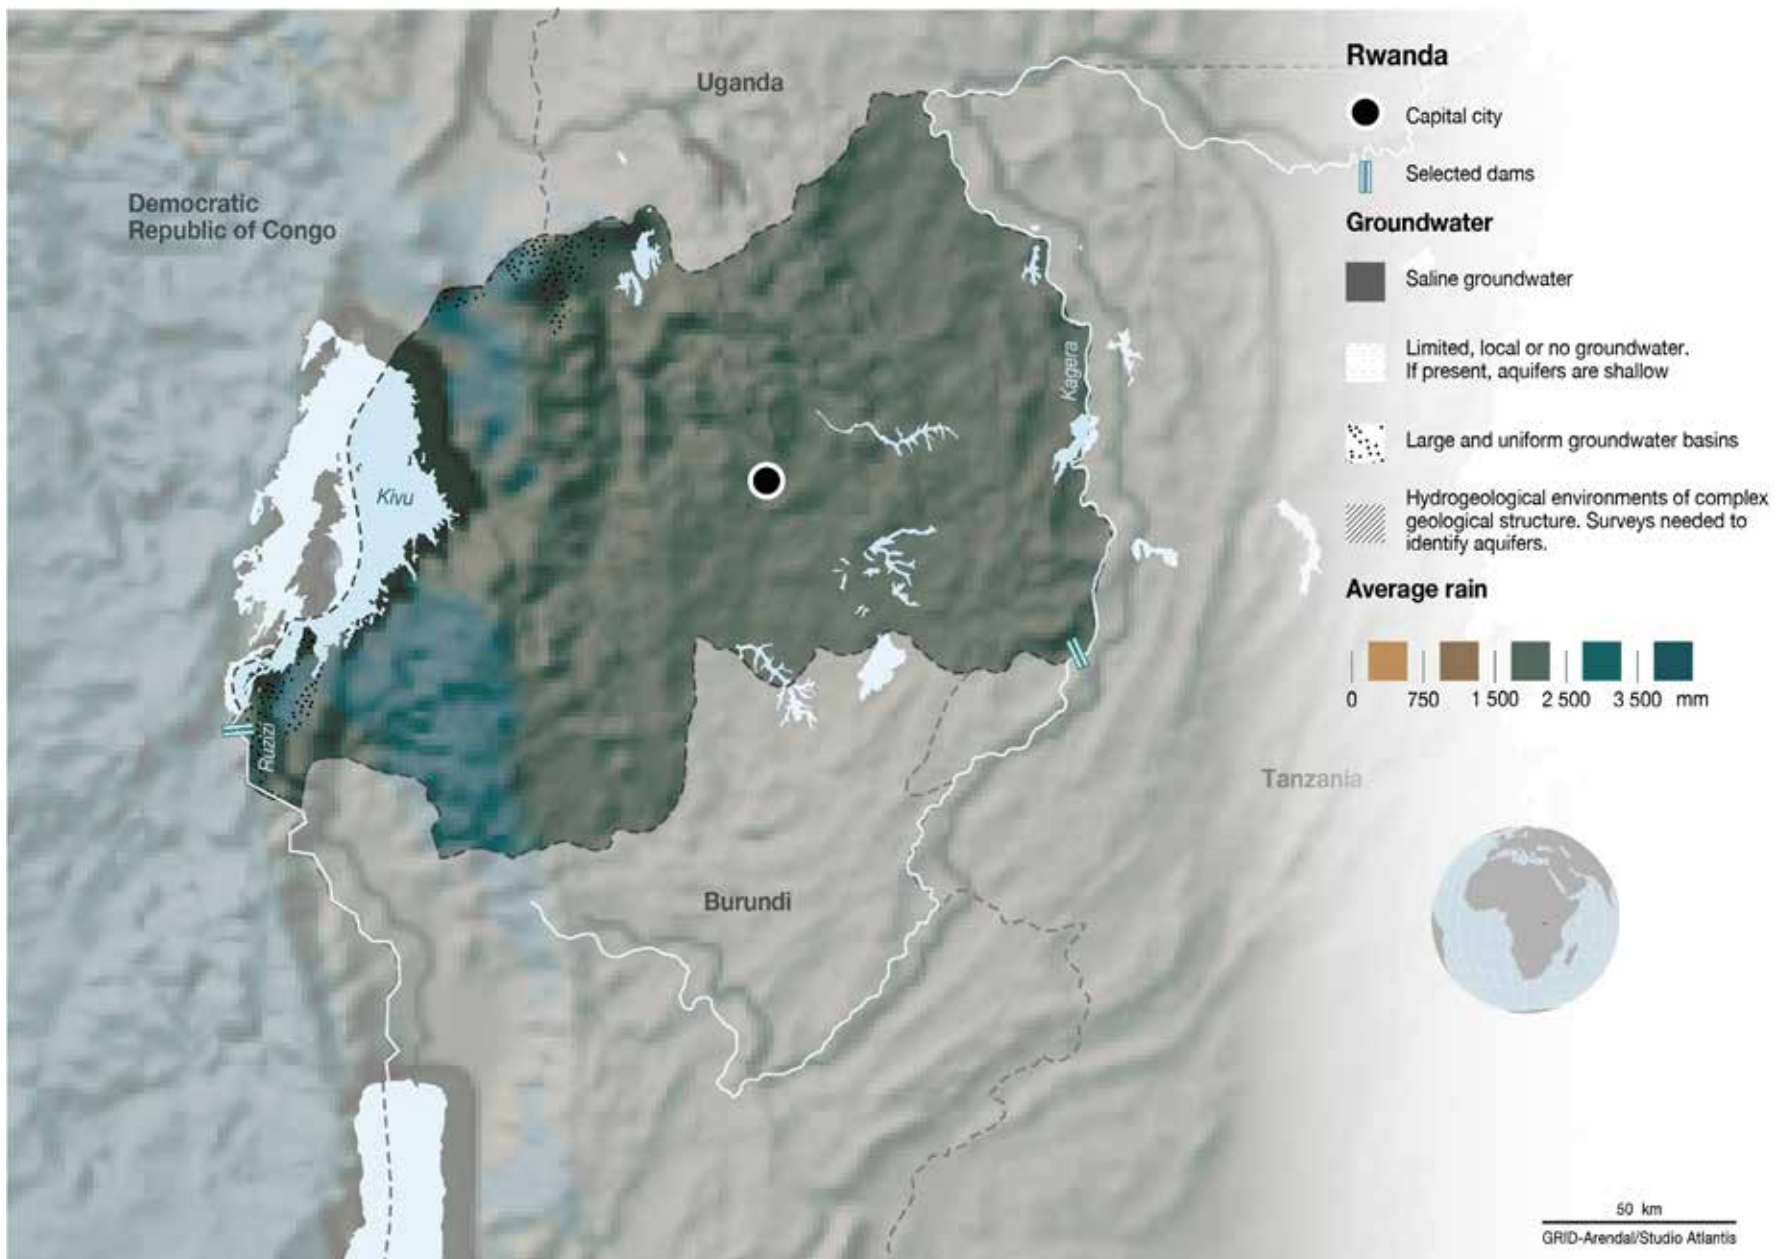 Uganda
Democratic
Republic of Congo
Kivu
Kagera
Ruzizi
Burundi
Tanzania
Rwanda
Capital city
Selected dams
Groundwater
Saline groundwater
Limited, local or no groundwater.
If present, aquifers are shallow
Large and uniform groundwater basins
Hydrogeological environments of complex
geological structure. Surveys needed to
identify aquifers.
Average rain
0 750 1 500 2 500 3 500 mm
50 km
GRID-Arendal/Studio Atlantis